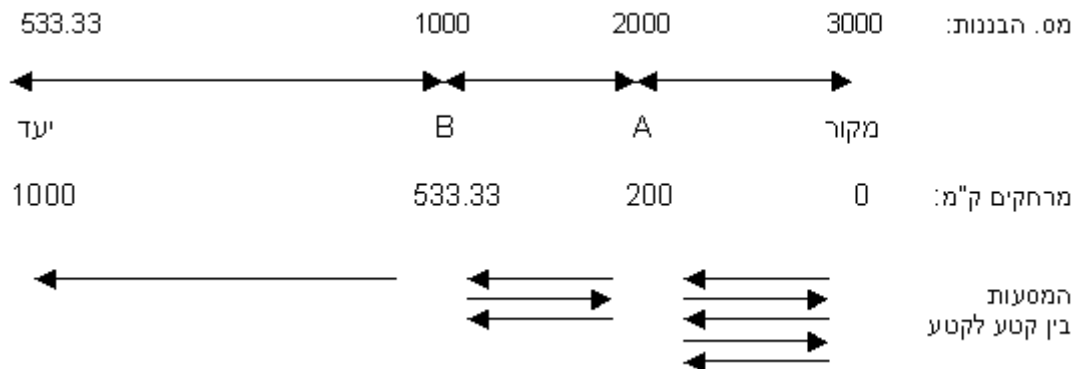 מס. הבננות: 3000 2000 1000 533.33
מקור A B יעד
מרחקים ק"מ: 0 200 533.33 1000
המסעות
בין קטע לקטע